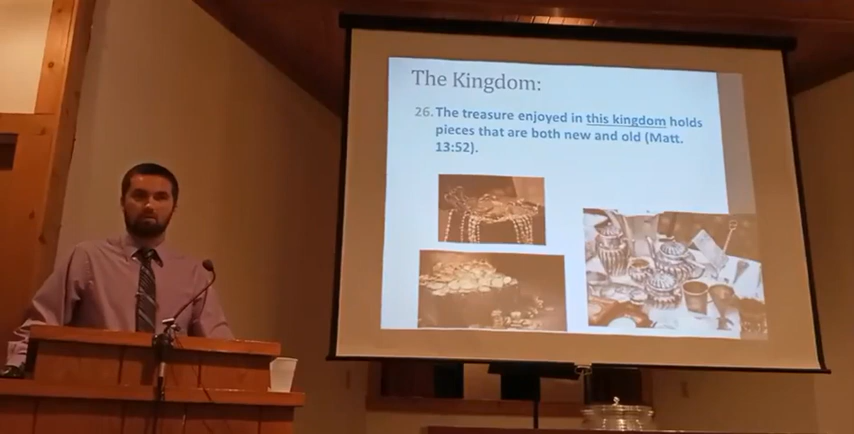 The Kingdom:
26. The treasure enjoyed in this kingdom holds
pieces that are both new and old (Matt.
13:52).